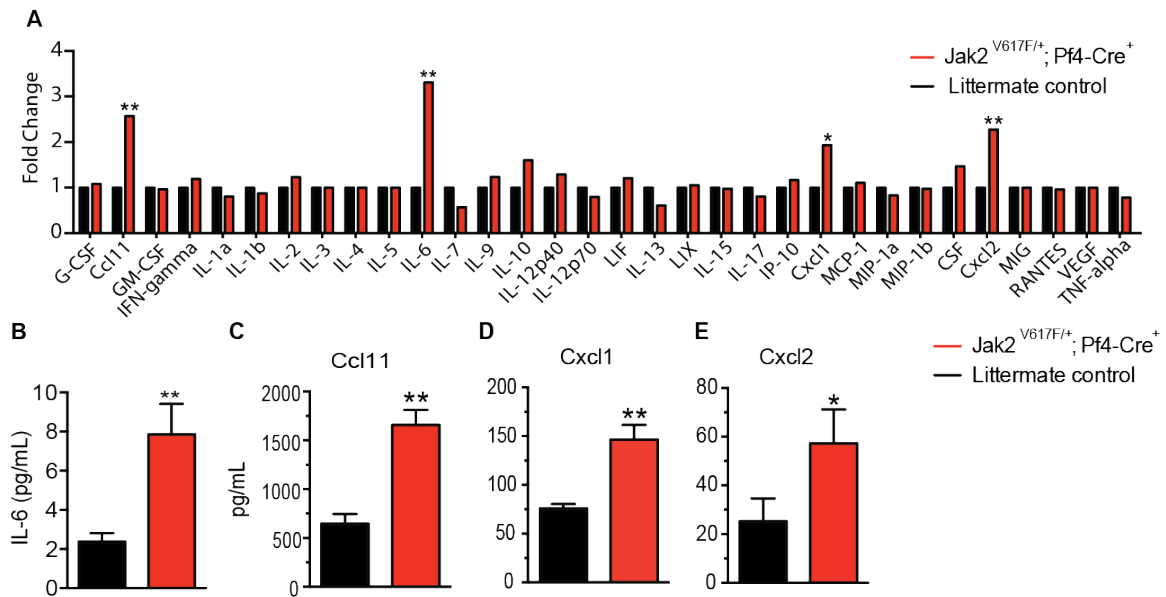 A
Fold Change
4
3
2
1
0
**
**
*
**
Jak2 V617F/+; Pf4-Cre+
Littermate control
G-CSF
Ccl11
GM-CSF
IFN-gamma
IL-1a
IL-1b
IL-2
IL-3
IL-4
IL-5
IL-6
IL-7
IL-9
IL-10
IL-12p40
IL-12p70
LIF
IL-13
LIX
IL-15
IL-17
IP-10
Cxcl1
MCP-1
MIP-1a
MIP-1b
CSF
Cxcl2
MIG
RANTES
VEGF
TNF-alpha
B
IL-6 (pg/mL)
10
8
6
4
2
0
**
C
Ccl11
pg/mL
2000
1500
1000
500
0
**
D
Cxcl1
200
150
100
50
0
**
E
Cxcl2
80
60
40
20
0
*
Jak2 V617F/+; Pf4-Cre+
Littermate control